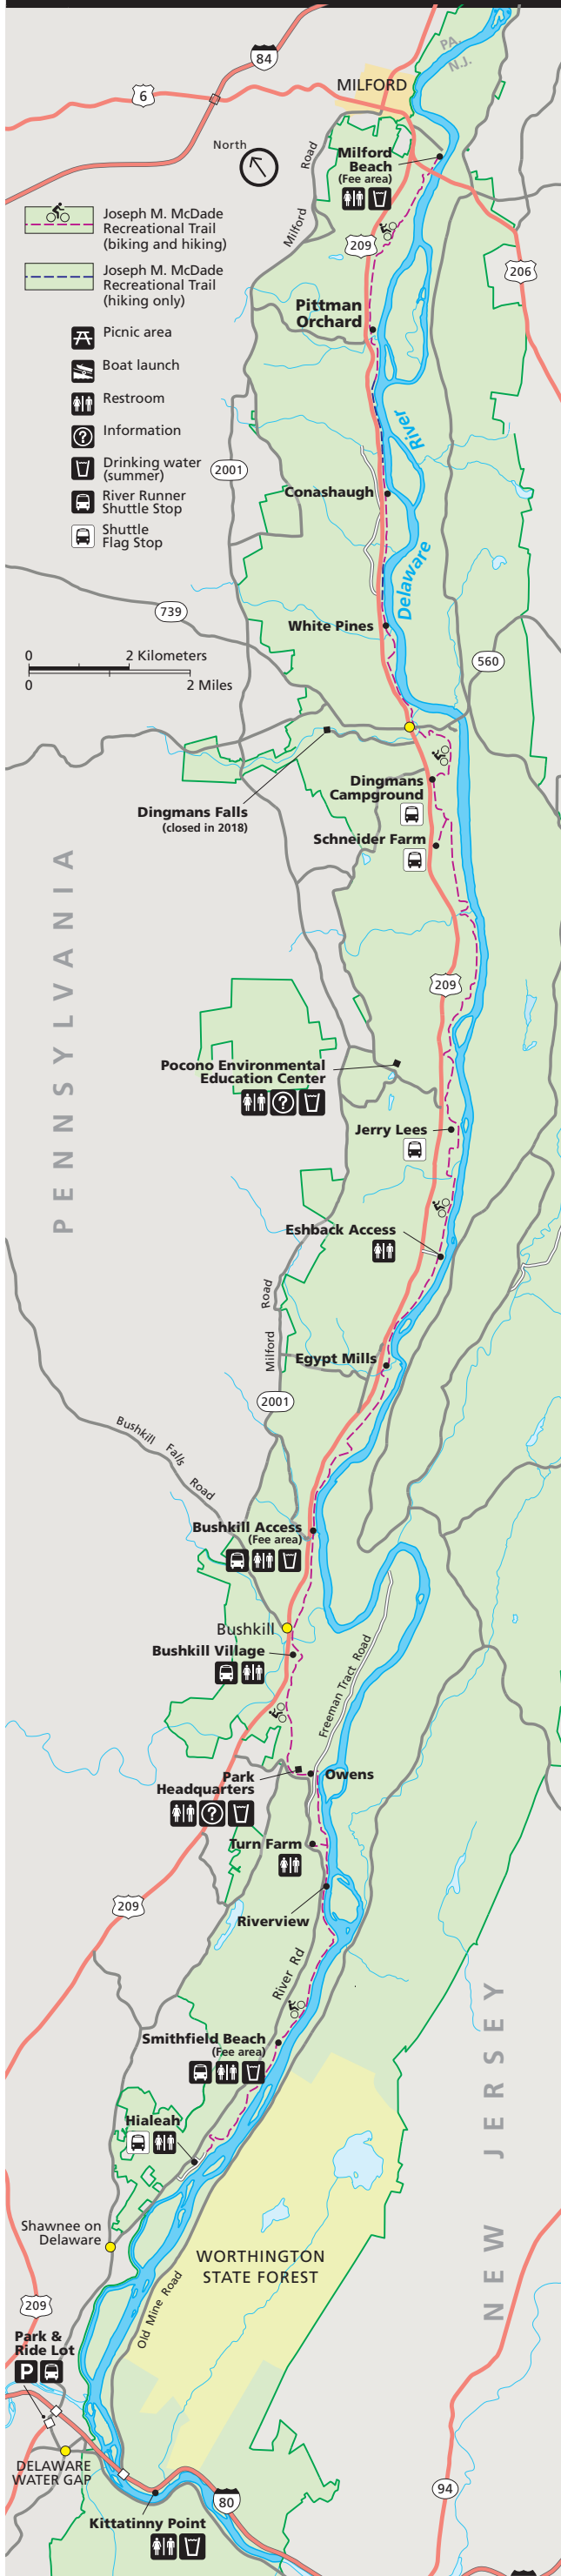 PA.
N.J.
84
MILFORD
6
North
Road
Milford
Milford
Beach
(Fee area)
Joseph M. McDade
Recreational Trail
(biking and hiking)
209
206
Joseph M. McDade
Recreational Trail
(hiking only)
Pittman
Orchard
Picnic area
Boat launch
Restroom
Information
Drinking water
(summer)
River Runner
Shuttle Stop
Shuttle
Flag Stop
River
2001
Conashaugh
Delaware
739
White Pines
0
2 Kilometers
0
2 Miles
560
Dingmans
Campground
Dingmans Falls
(closed in 2018)
Schneider Farm
PENNSYLVANIA
209
Pocono Environmental
Education Center
?
Jerry Lees
Eshback Access
Road
Milford
Egypt Mills
2001
Bushkill Falls Road
Bushkill Access
(Fee area)
Bushkill
Bushkill Village
Freeman Tract Road
Park
Headquarters
?
Owens
Turn Farm
209
Riverview
River Rd
NEW JERSEY
Smithfield Beach
(Fee area)
Hialeah
Shawnee on
Delaware
WORTHINGTON
STATE FOREST
Old Mine Road
209
Park &
Ride Lot
P
DELAWARE
WATER GAP
80
94
Kittatinny Point